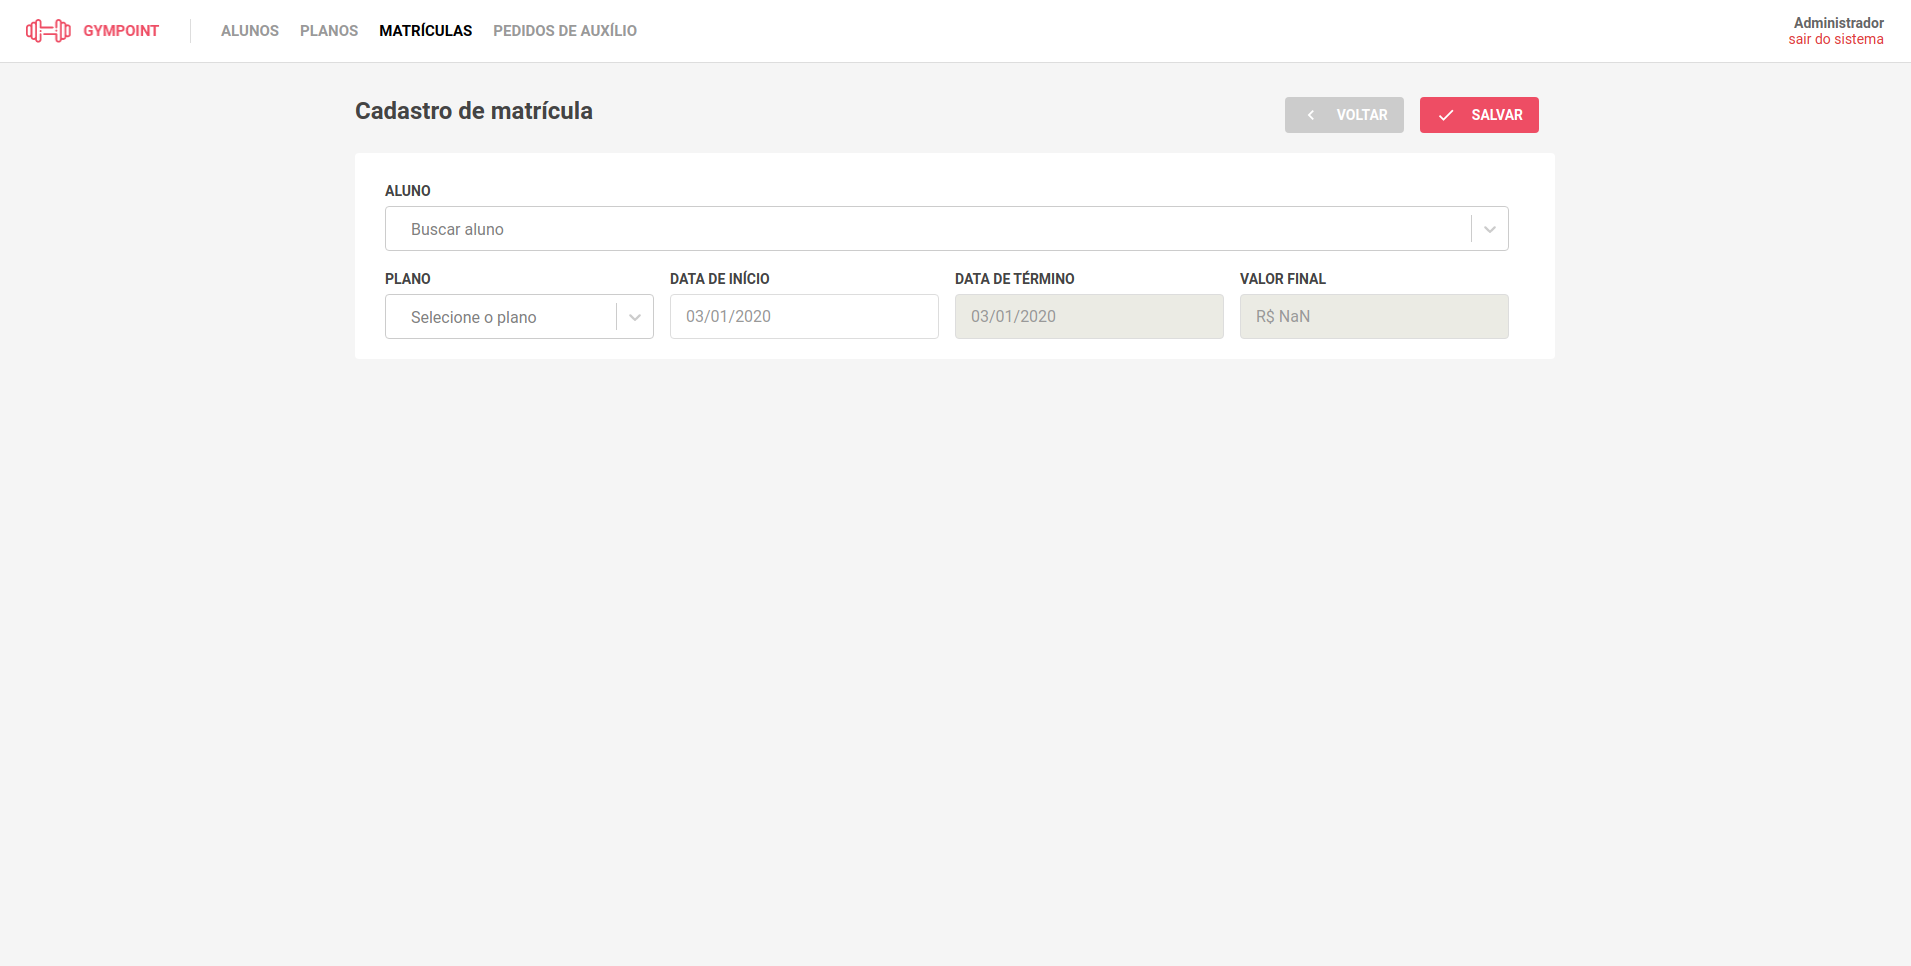 GYMPOINT
ALUNOS PLANOS MATRÍCULAS PEDIDOS DE AUXÍLIO
Administrador
sair do sistema
Cadastro de matrícula
VOLTAR
SALVAR
ALUNO
Buscar aluno
PLANO DATA DE INÍCIO DATA DE TÉRMINO VALOR FINAL
Selecione o plano 03/01/2020 03/01/2020 R$ NaN